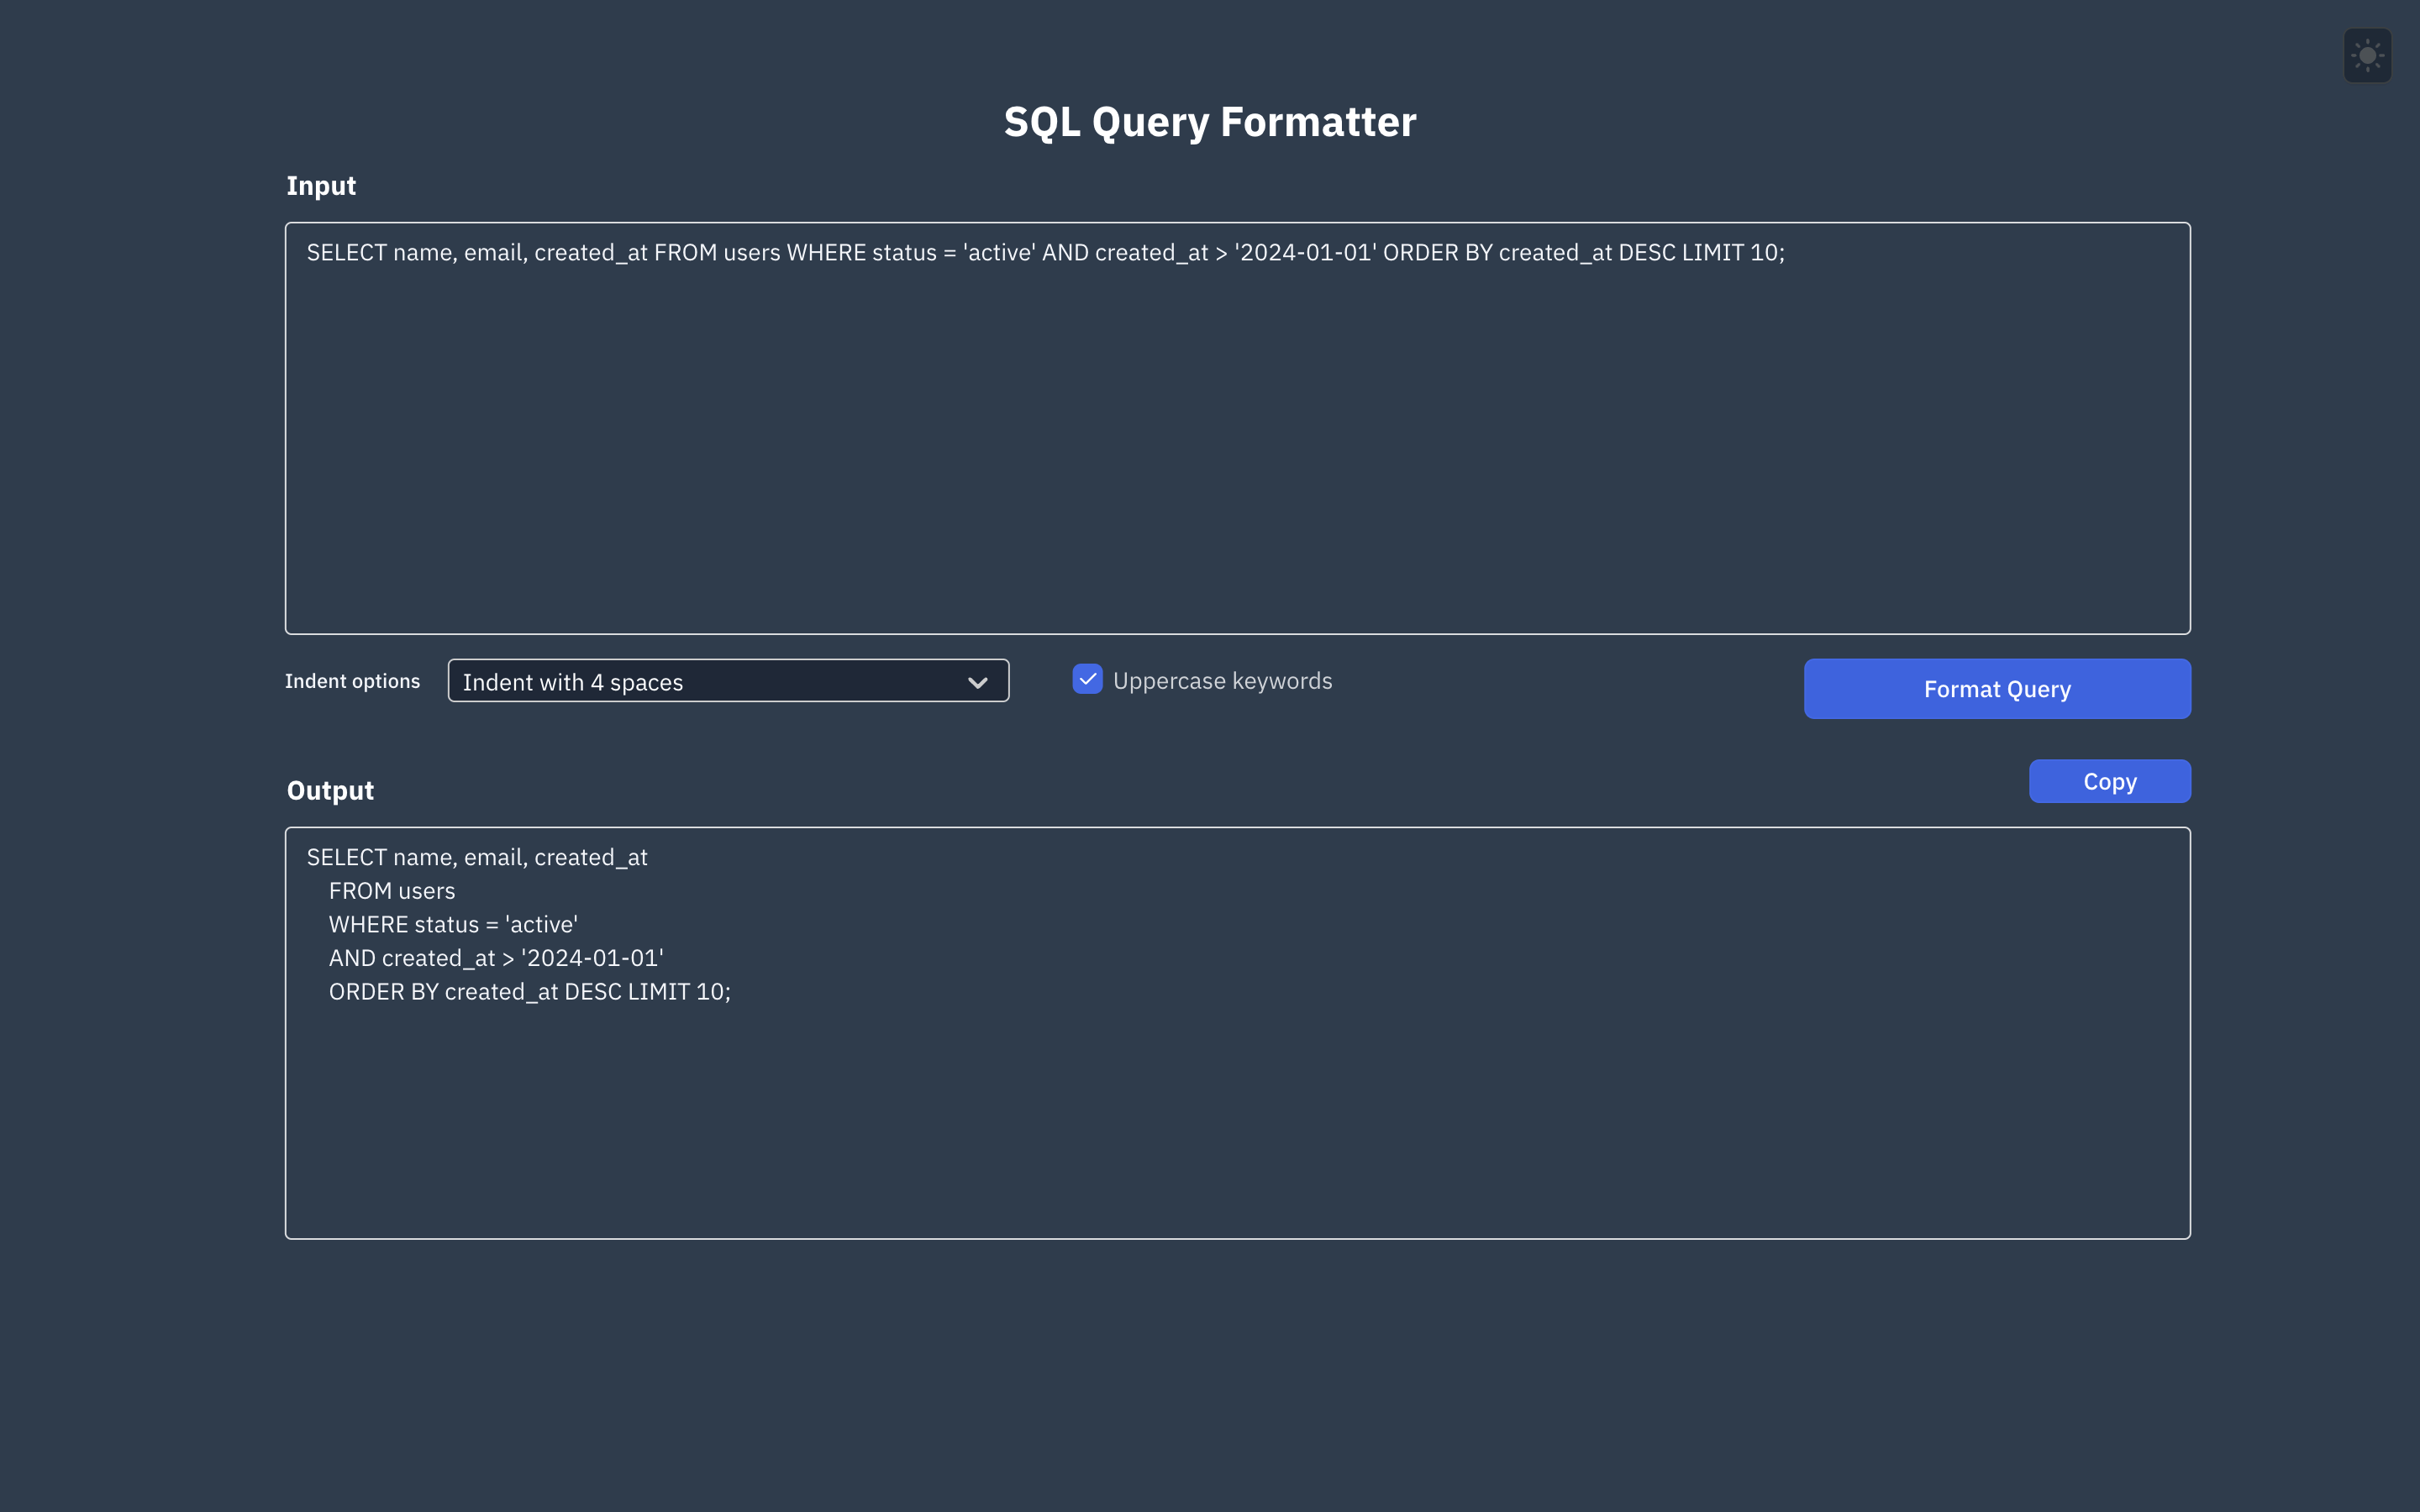 SQL Query Formatter
Input
SELECT name, email, created_at FROM users WHERE status = 'active' AND created_at > '2024-01-01' ORDER BY created_at DESC LIMIT 10;
Indent options
Indent with 4 spaces
Uppercase keywords
Format Query
Output
Copy
SELECT name, email, created_at
    FROM users
    WHERE status = 'active'
    AND created_at > '2024-01-01'
    ORDER BY created_at DESC LIMIT 10;